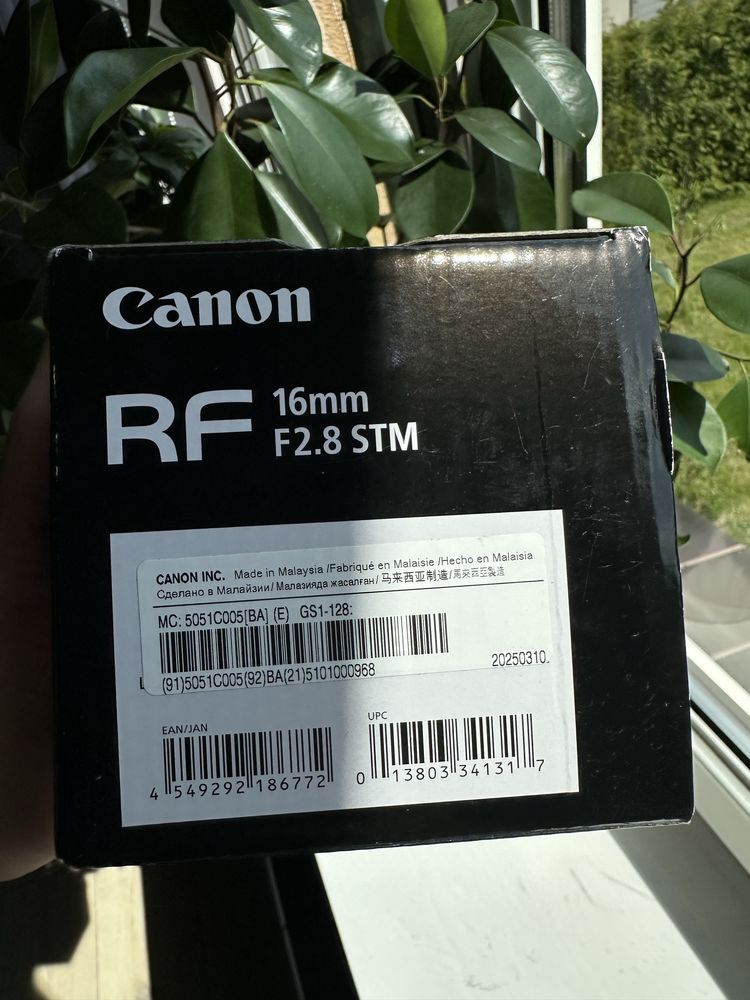 Canon
RF 16mm
F2.8 STM
CANON INC. Made in Malaysia /Fabriqué en Malaisie /Hecho en Malaisia
Сделано в Малайзии/ Малазияда жасалған/ 马来西亚制造/馬來西亞製造
MC: 5051C005[BA] (E) GS1-128:
(91)5051C005(92)BA(21)5101000968 20250310
EAN/JAN
4 549292 186772
UPC
0 13803 34131 7